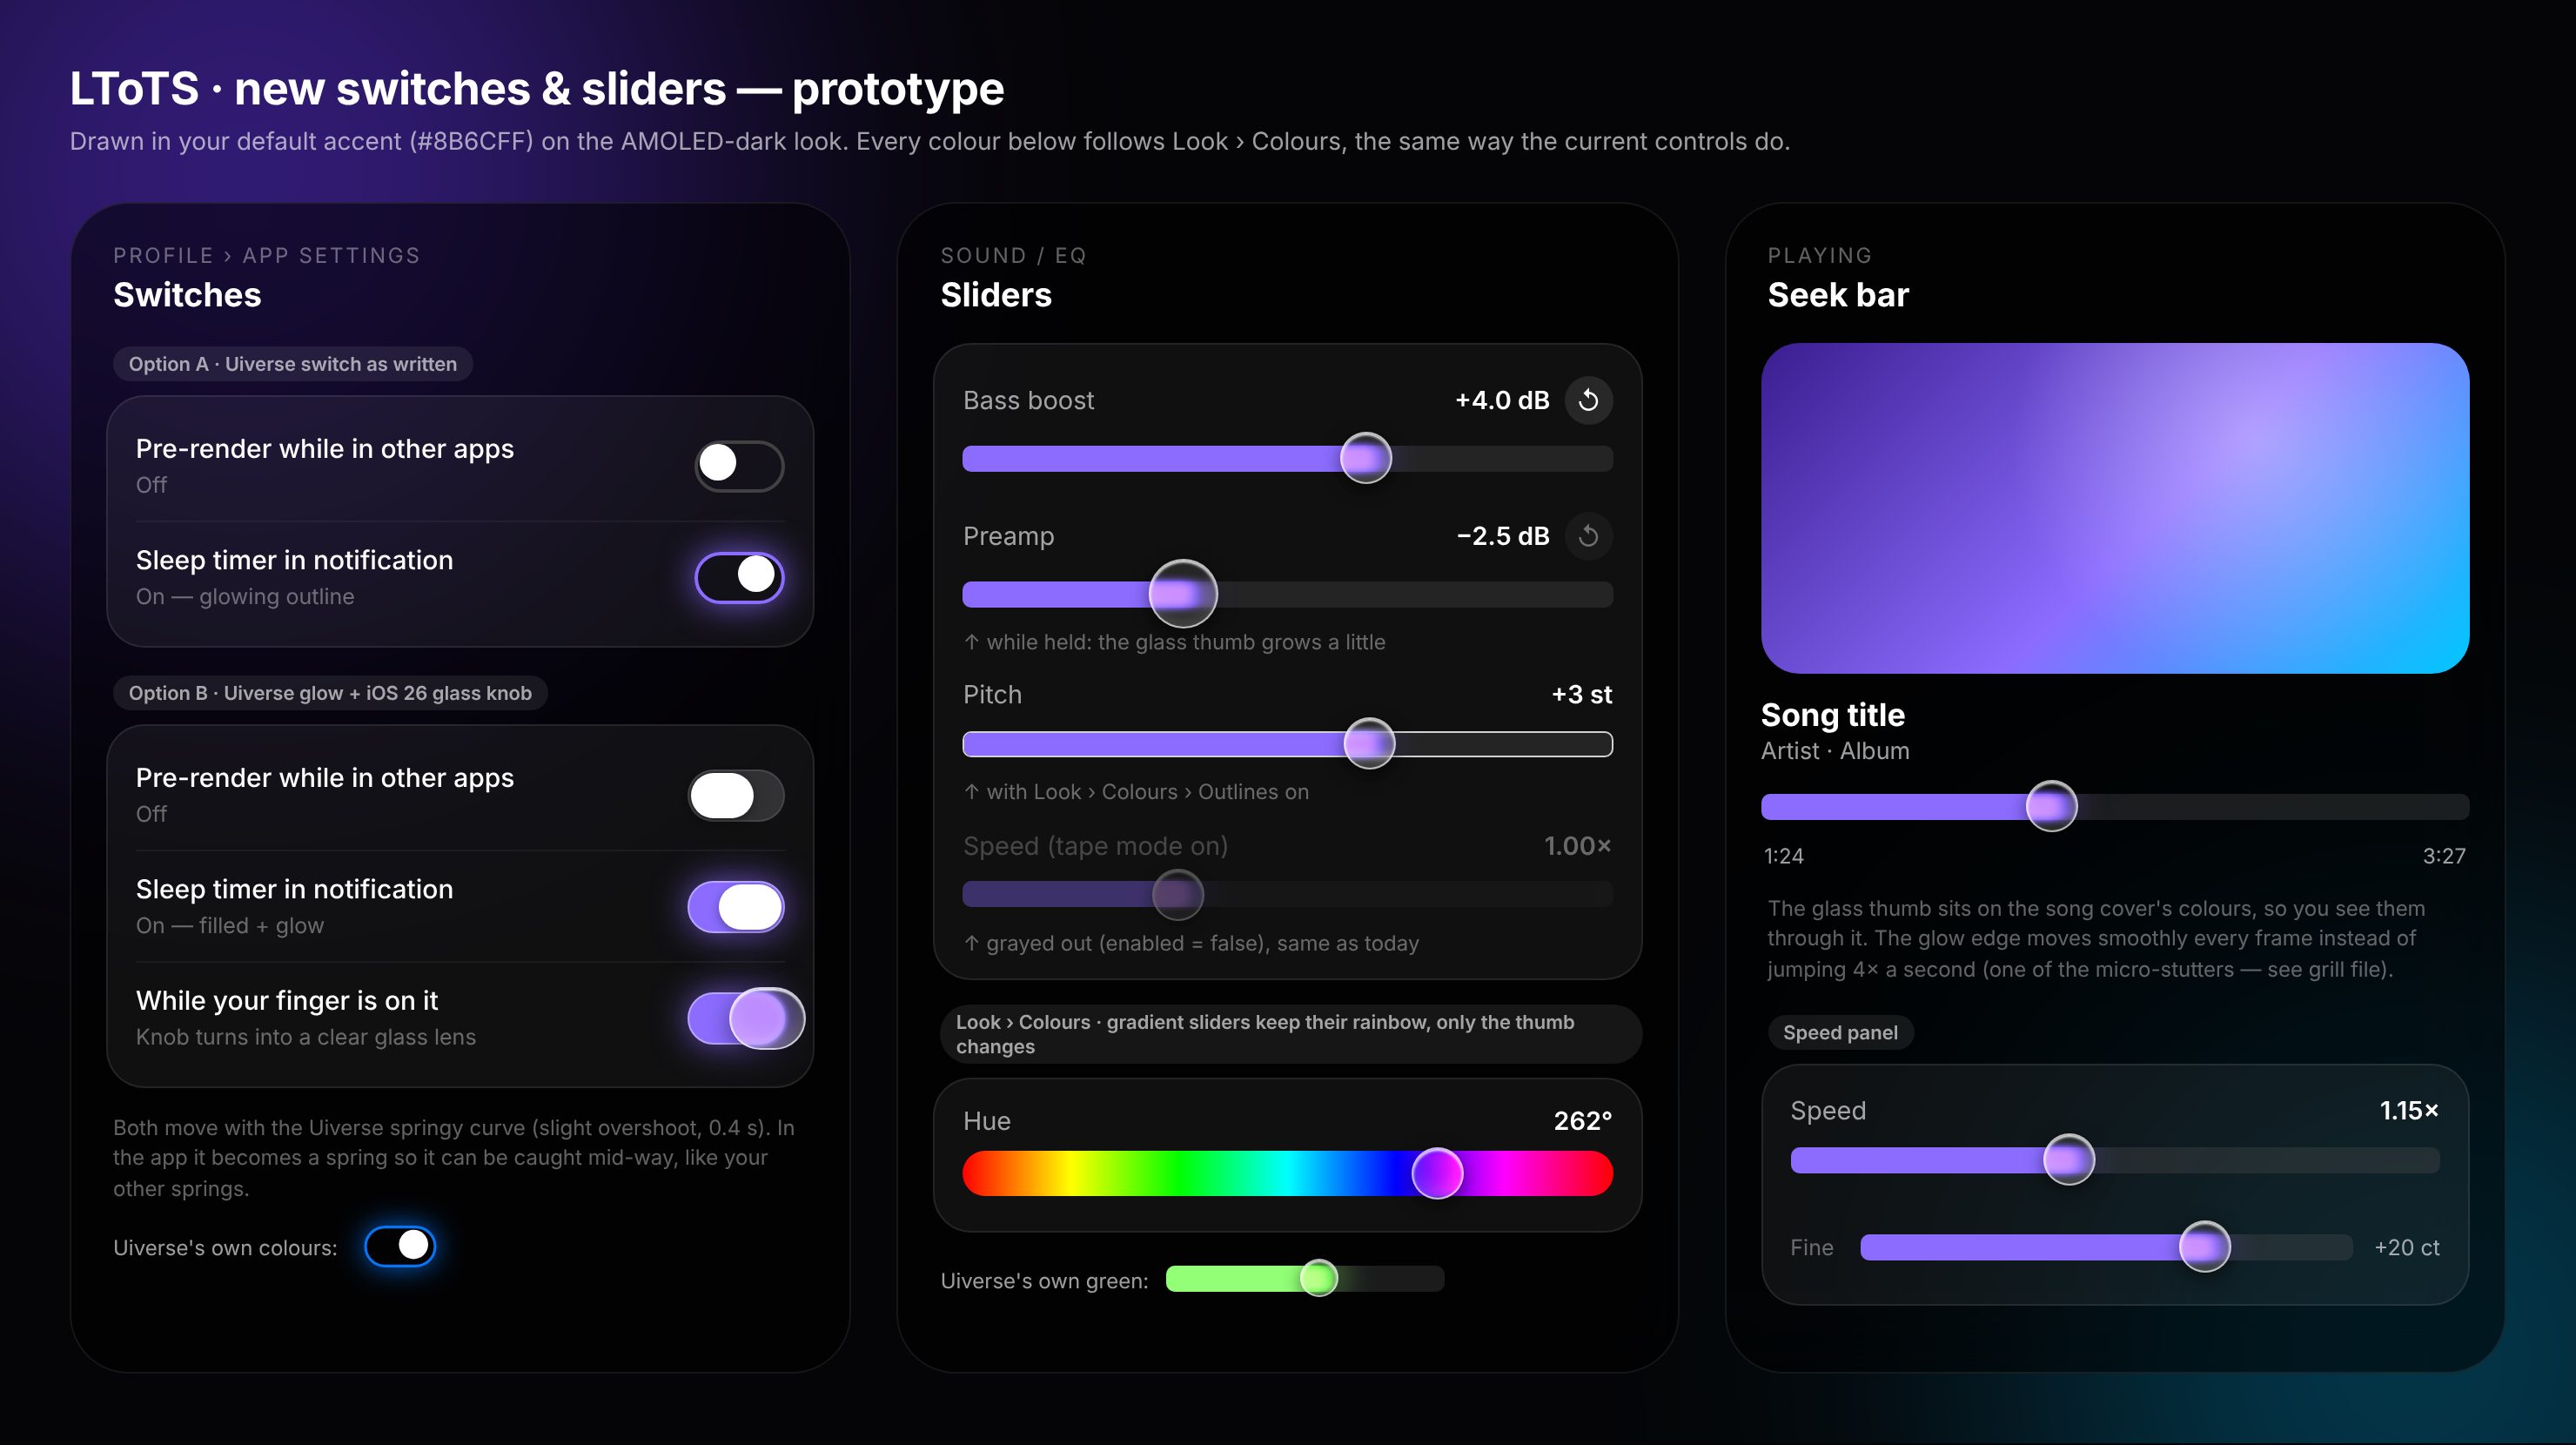 LToTS · new switches & sliders — prototype
Drawn in your default accent (#8B6CFF) on the AMOLED-dark look. Every colour below follows Look › Colours, the same way the current controls do.
PROFILE › APP SETTINGS
Switches
Option A · Uiverse switch as written
Pre-render while in other apps
Off
Sleep timer in notification
On — glowing outline
Option B · Uiverse glow + iOS 26 glass knob
Pre-render while in other apps
Off
Sleep timer in notification
On — filled + glow
While your finger is on it
Knob turns into a clear glass lens
Both move with the Uiverse springy curve (slight overshoot, 0.4 s). In
the app it becomes a spring so it can be caught mid-way, like your
other springs.
Uiverse's own colours:
SOUND / EQ
Sliders
Bass boost +4.0 dB
Preamp −2.5 dB
↑ while held: the glass thumb grows a little
Pitch +3 st
↑ with Look › Colours › Outlines on
Speed (tape mode on) 1.00×
↑ grayed out (enabled = false), same as today
Look › Colours · gradient sliders keep their rainbow, only the thumb
changes
Hue 262°
Uiverse's own green:
PLAYING
Seek bar
Song title
Artist · Album
1:24 3:27
The glass thumb sits on the song cover's colours, so you see them
through it. The glow edge moves smoothly every frame instead of
jumping 4× a second (one of the micro-stutters — see grill file).
Speed panel
Speed 1.15×
Fine +20 ct